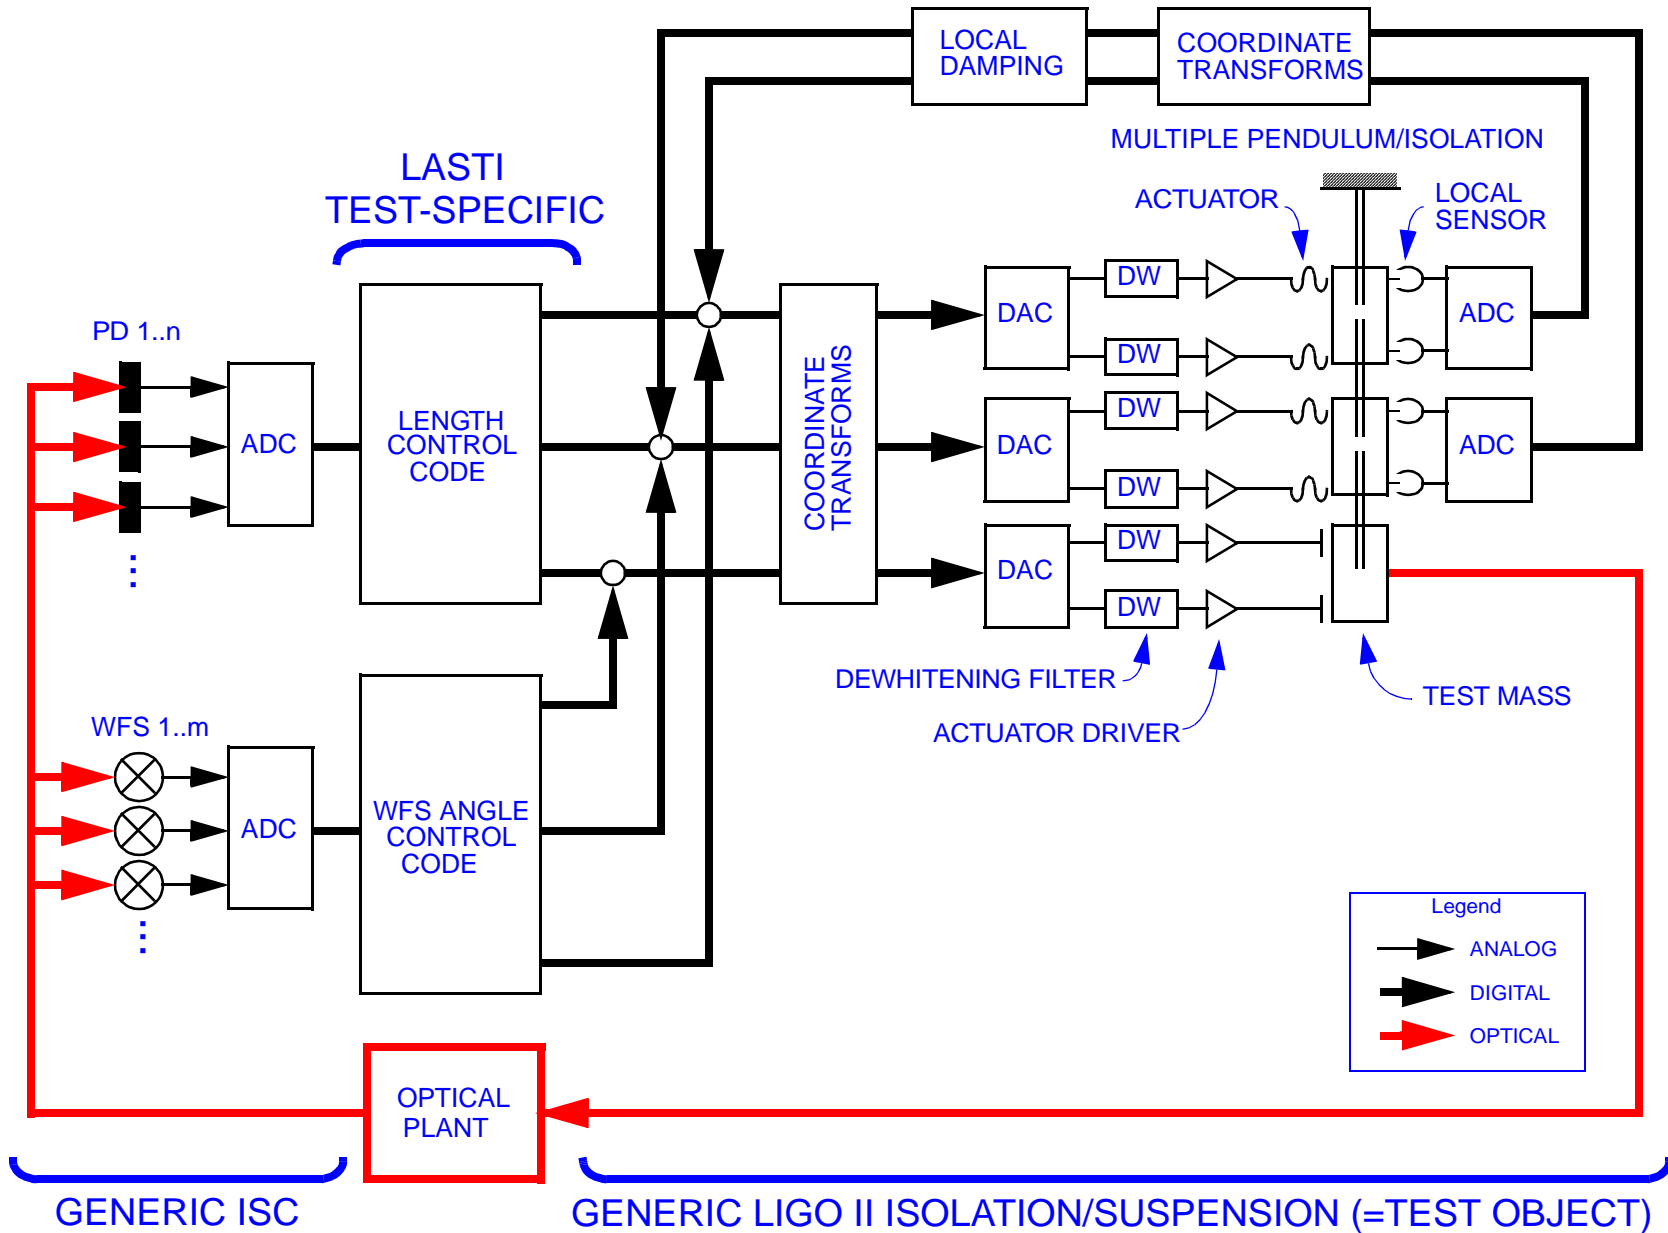 LOCAL
DAMPING
COORDINATE
TRANSFORMS
MULTIPLE PENDULUM/ISOLATION
LASTI
TEST-SPECIFIC
ACTUATOR
LOCAL
SENSOR
PD 1..n
ADC
LENGTH
CONTROL
CODE
COORDINATE
TRANSFORMS
DAC
DW
DW
ADC
DAC
DW
DW
ADC
DAC
DW
DW
DEWHITENING FILTER
ACTUATOR DRIVER
TEST MASS
WFS 1..m
ADC
WFS ANGLE
CONTROL
CODE
Legend
ANALOG
DIGITAL
OPTICAL
OPTICAL
PLANT
GENERIC ISC
GENERIC LIGO II ISOLATION/SUSPENSION (=TEST OBJECT)